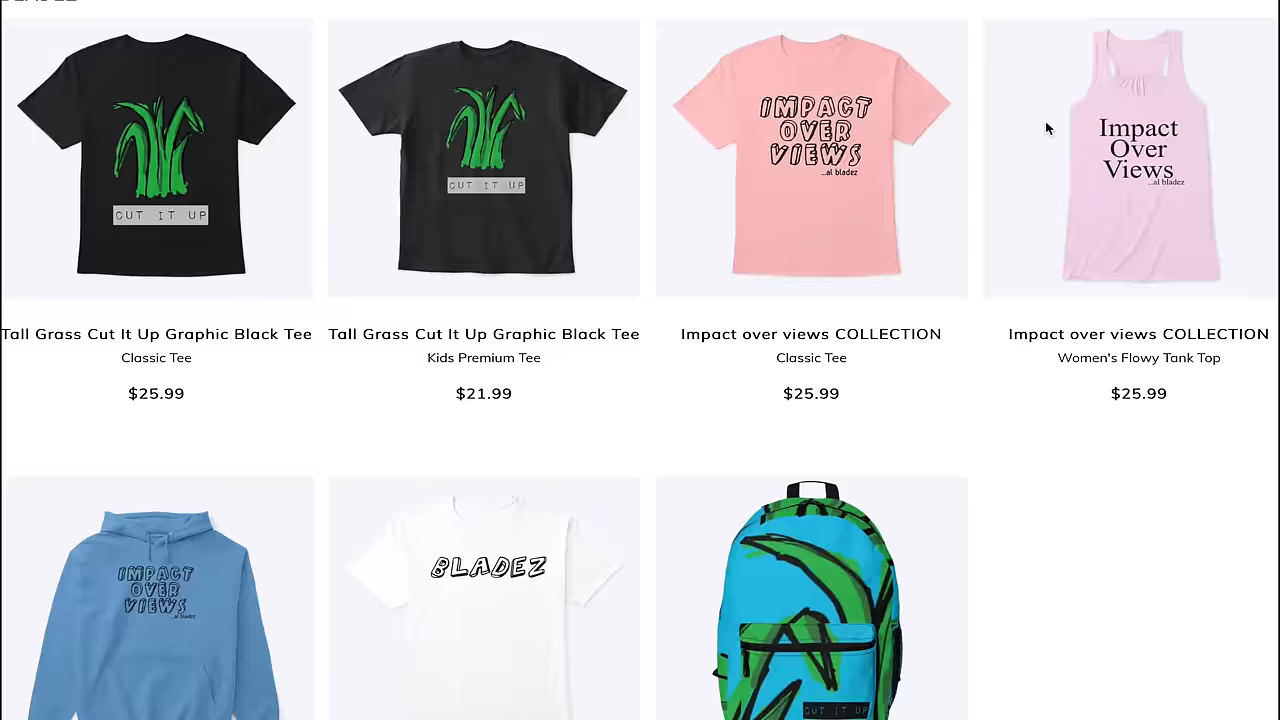 CUT IT UP
CUT IT UP
IMPACT
OVER
VIEWS
...al bladez
Impact
Over
Views
...al bladez
Tall Grass Cut It Up Graphic Black Tee
Classic Tee
$25.99
Tall Grass Cut It Up Graphic Black Tee
Kids Premium Tee
$21.99
Impact over views COLLECTION
Classic Tee
$25.99
Impact over views COLLECTION
Women's Flowy Tank Top
$25.99
IMPACT
OVER
VIEWS
...al bladez
BLADEZ
CUT IT UP